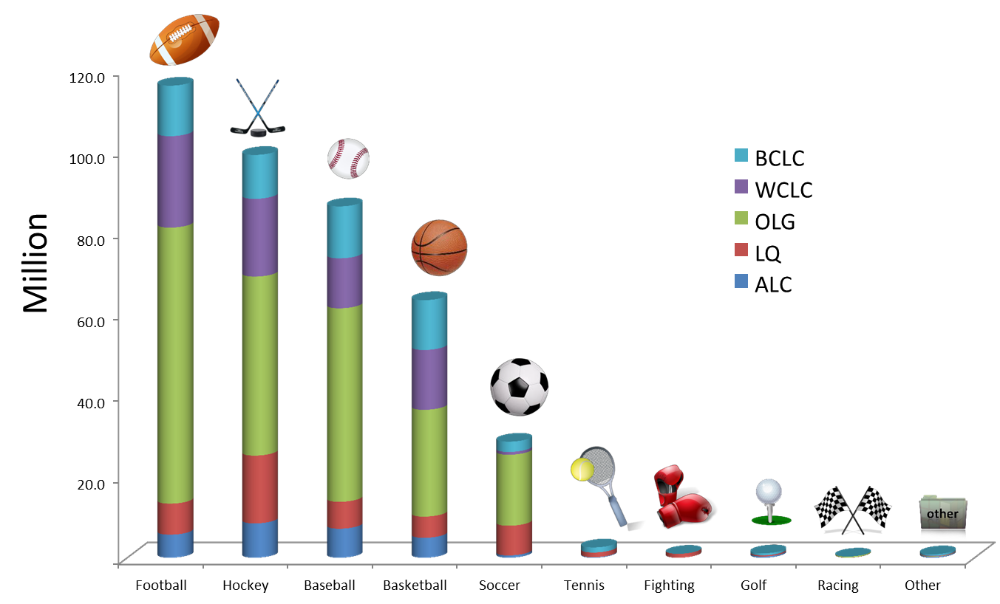 120.0
100.0
80.0
60.0
40.0
20.0
Million
BCLC
WCLC
OLG
LQ
ALC
other
Football Hockey Baseball Basketball Soccer Tennis Fighting Golf Racing Other